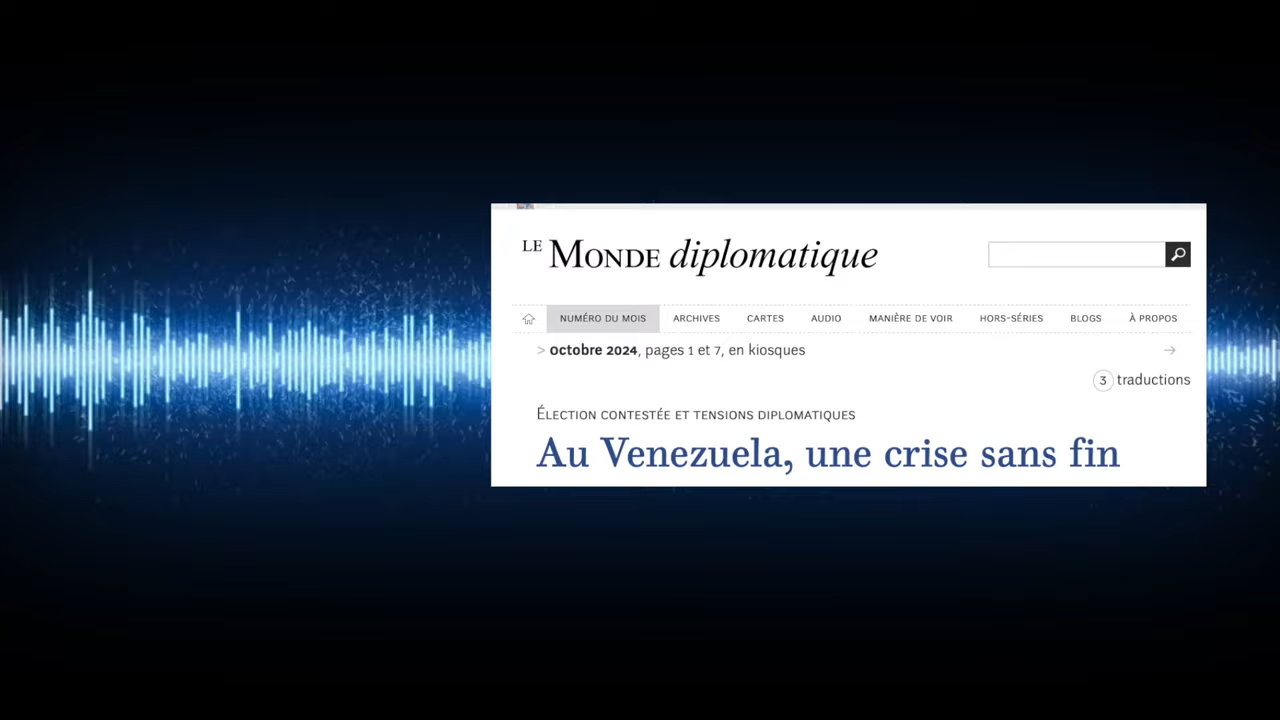 LE MONDE diplomatique
NUMÉRO DU MOIS ARCHIVES CARTES AUDIO MANIÈRE DE VOIR HORS-SÉRIES BLOGS À PROPOS
> octobre 2024, pages 1 et 7, en kiosques →
3 traductions
ÉLECTION CONTESTÉE ET TENSIONS DIPLOMATIQUES
Au Venezuela, une crise sans fin